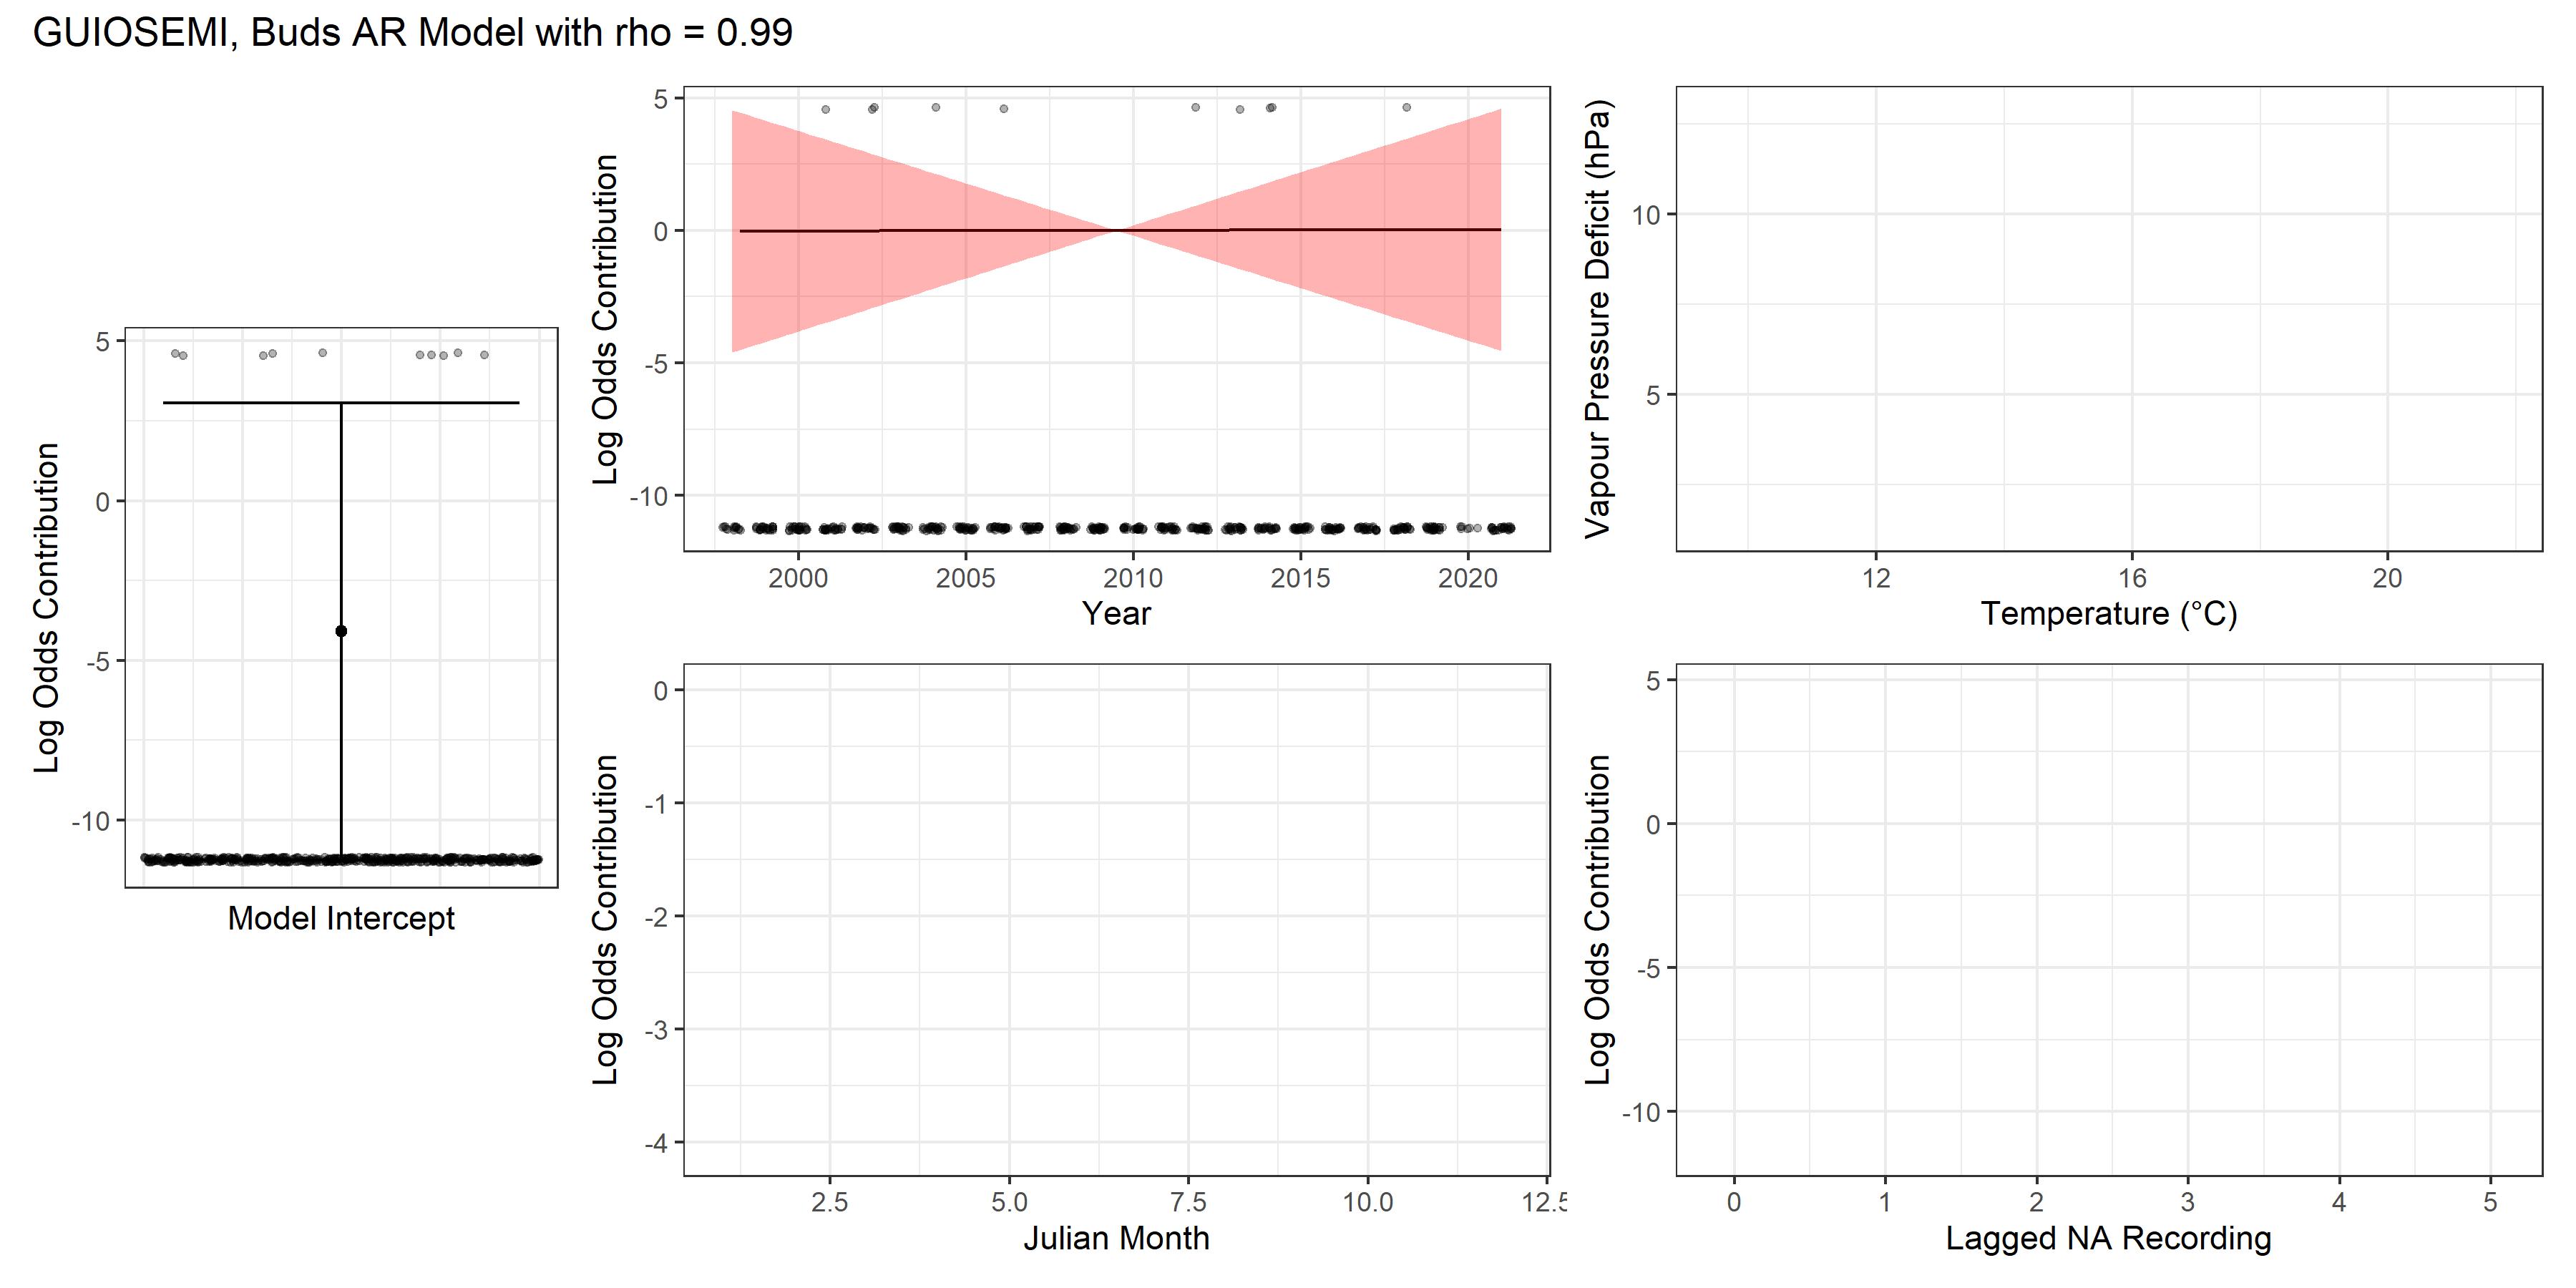 GUIOSEMI, Buds AR Model with rho = 0.99
Log Odds Contribution
5
0
-5
-10
Model Intercept
Log Odds Contribution
5
0
-5
-10
2000 2005 2010 2015 2020
Year
Vapour Pressure Deficit (hPa)
10
5
12 16 20
Temperature (°C)
Log Odds Contribution
0
-1
-2
-3
-4
2.5 5.0 7.5 10.0 12.5
Julian Month
Log Odds Contribution
5
0
-5
-10
0 1 2 3 4 5
Lagged NA Recording